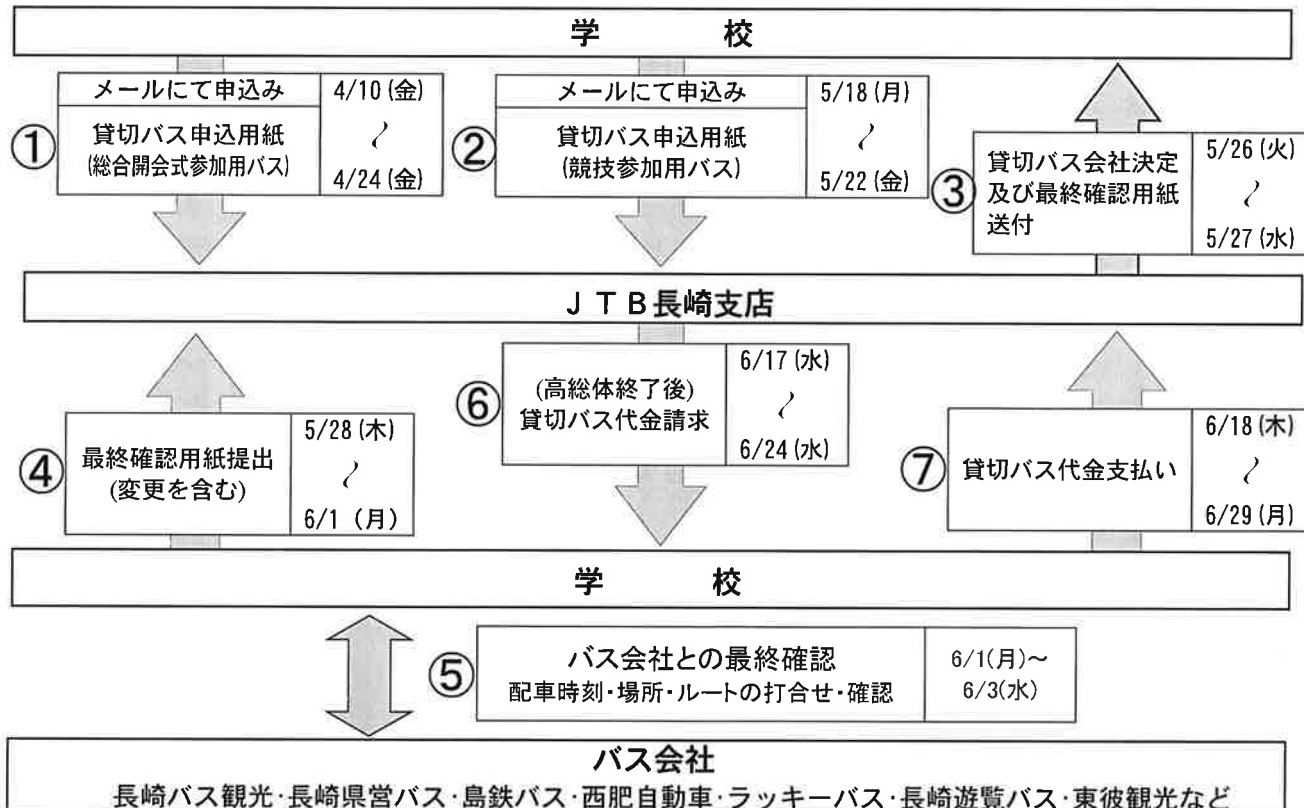 学 校
①
メールにて申込み
貸切バス申込用紙
(総合開会式参加用バス)
4/10 (金)
~
4/24 (金)
②
メールにて申込み
貸切バス申込用紙
(競技参加用バス)
5/18 (月)
~
5/22 (金)
③
貸切バス会社決定
及び最終確認用紙
送付
5/26 (火)
~
5/27 (水)
JTB長崎支店
④
最終確認用紙提出
(変更を含む)
5/28 (木)
~
6/1 (月)
⑥
(高総体終了後)
貸切バス代金請求
6/17 (水)
~
6/24 (水)
⑦
貸切バス代金支払い
6/18 (木)
~
6/29 (月)
学 校
⑤
バス会社との最終確認
配車時刻・場所・ルートの打合せ・確認
6/1(月)~
6/3(水)
バス会社
長崎バス観光・長崎県営バス・島鉄バス・西肥自動車・ラッキーバス・長崎遊覧バス・東彼観光など